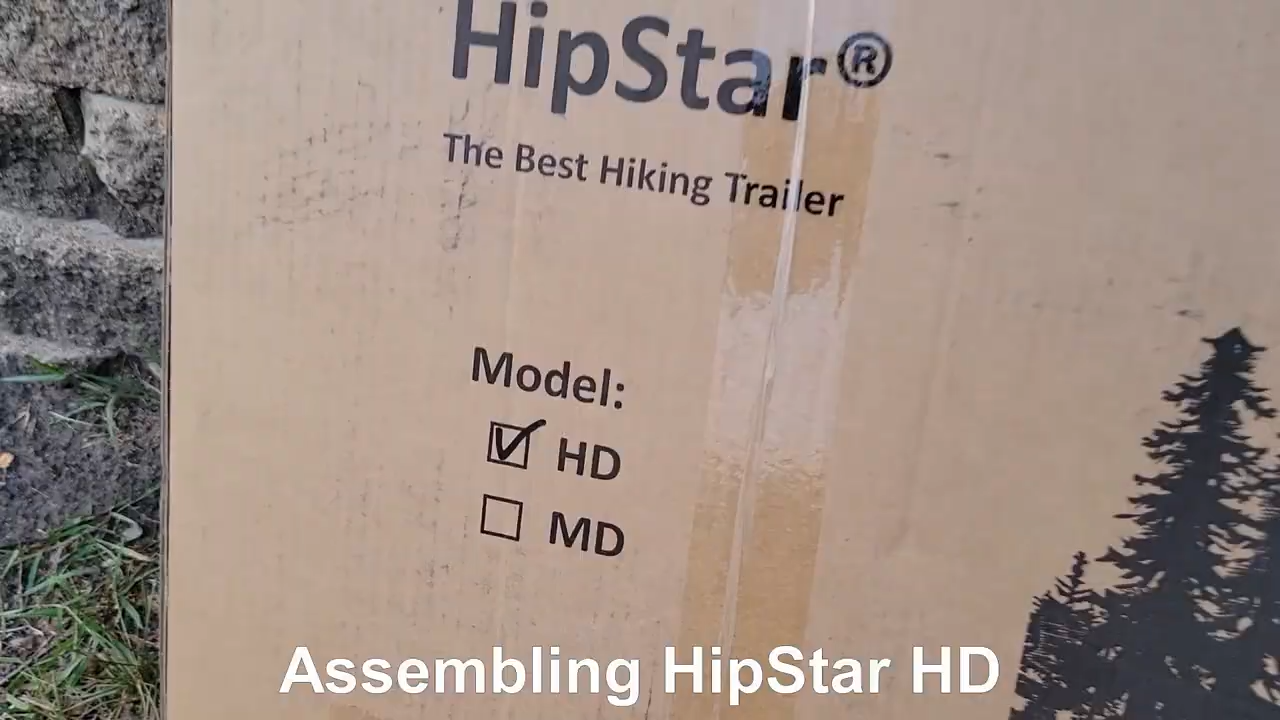 HipStar®
The Best Hiking Trailer
Model:
☑ HD
☐ MD
Assembling HipStar HD